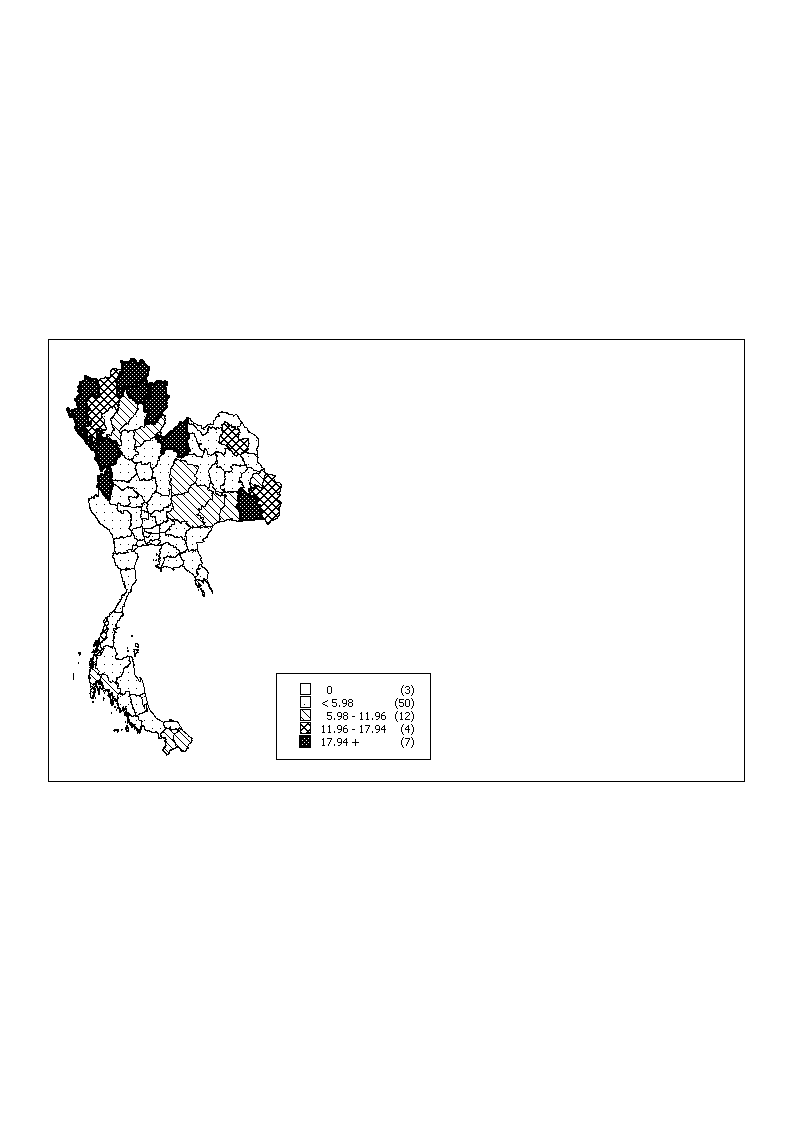 0 (3)
< 5.98 (50)
5.98 - 11.96 (12)
11.96 - 17.94 (4)
17.94 + (7)